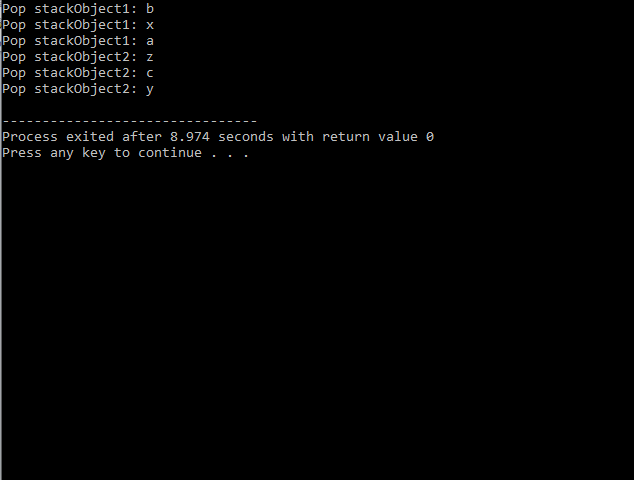 Pop stackObject1: b
Pop stackObject1: x
Pop stackObject1: a
Pop stackObject2: z
Pop stackObject2: c
Pop stackObject2: y
--------------------------------
Process exited after 8.974 seconds with return value 0
Press any key to continue . . .